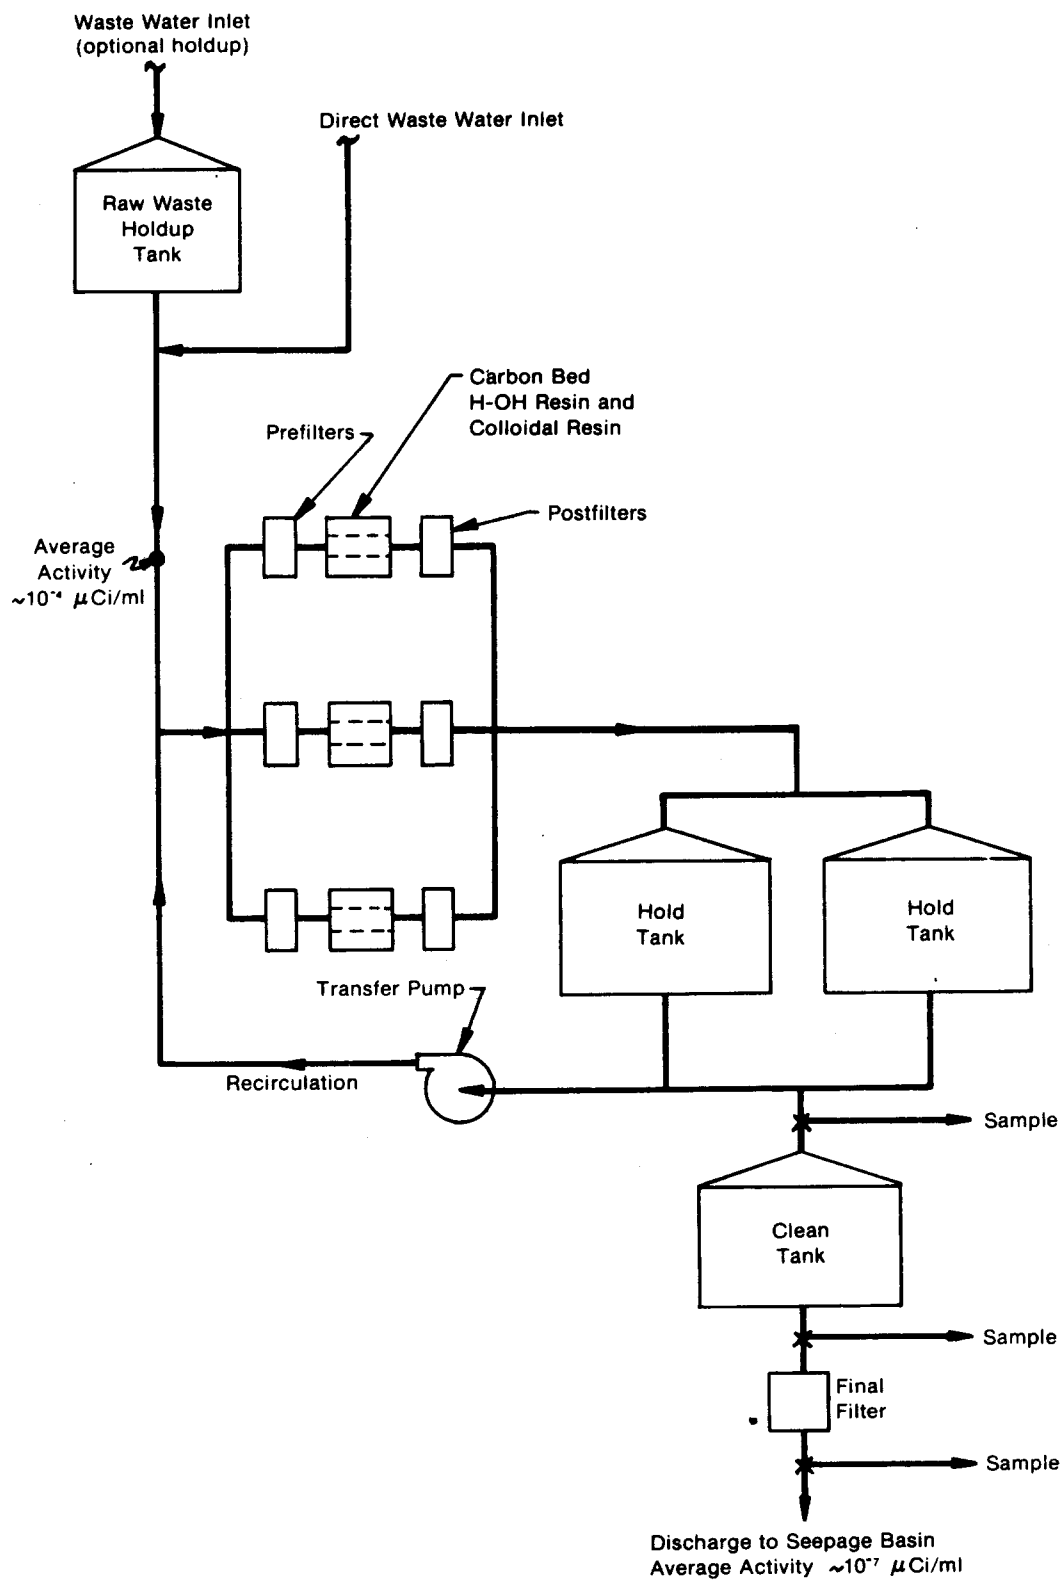 Waste Water Inlet
(optional holdup)
Direct Waste Water Inlet
Raw Waste
Holdup
Tank
Carbon Bed
H-OH Resin and
Colloidal Resin
Prefilters
Postfilters
Average
Activity
~10⁻⁴ μCi/ml
Hold
Tank
Hold
Tank
Transfer Pump
Recirculation
Sample
Clean
Tank
Sample
Final
Filter
Sample
Discharge to Seepage Basin
Average Activity ~10⁻⁷ μCi/ml